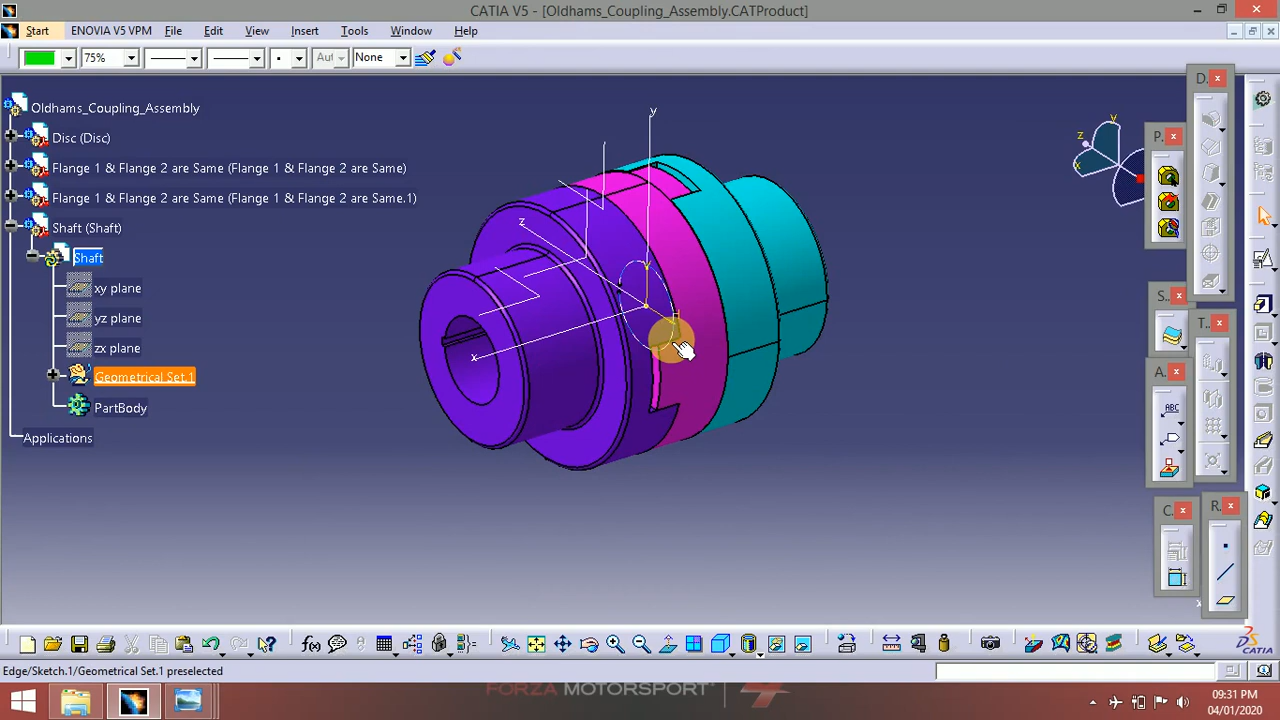 CATIA V5 - [Oldhams_Coupling_Assembly.CATProduct]
Start ENOVIA V5 VPM File Edit View Insert Tools Window Help
75% Aut None
D.
Oldhams_Coupling_Assembly
Disc (Disc)
Flange 1 & Flange 2 are Same (Flange 1 & Flange 2 are Same)
Flange 1 & Flange 2 are Same (Flange 1 & Flange 2 are Same.1)
Shaft (Shaft)
Shaft
xy plane
yz plane
zx plane
Geometrical Set.1
PartBody
Applications
y
z
x
y
H
y
z
x
P.
S..
T..
A.
ABC
C.
R.
x
f(x)
CATIA
Edge/Sketch.1/Geometrical Set.1 preselected
FORZA MOTORSPORT
09:31 PM
04/01/2020